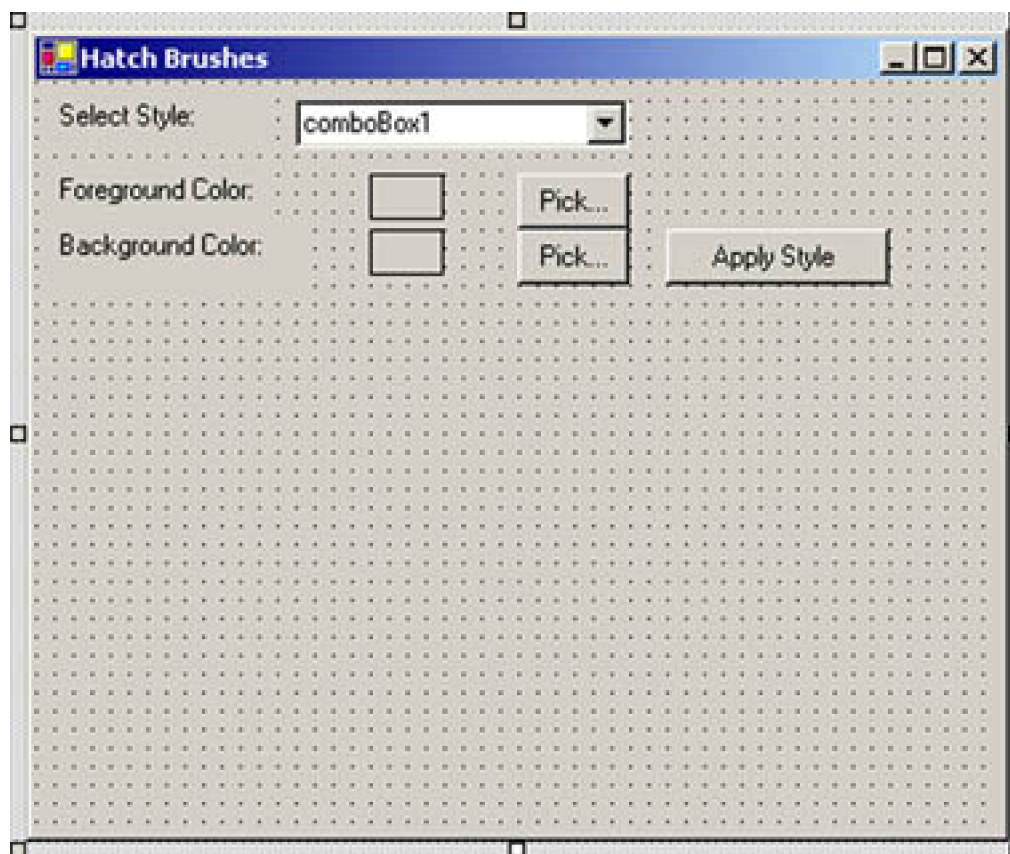 Hatch Brushes
Select Style:
comboBox1
Foreground Color:
Pick...
Background Color:
Pick...
Apply Style